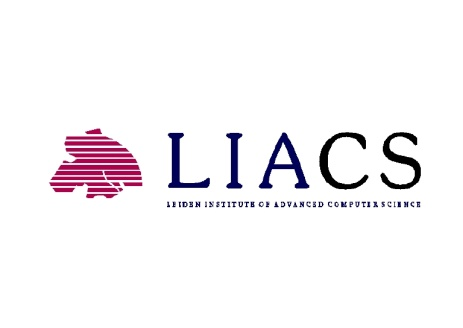 LIACS
LEIDEN INSTITUTE OF ADVANCED COMPUTER SCIENCE